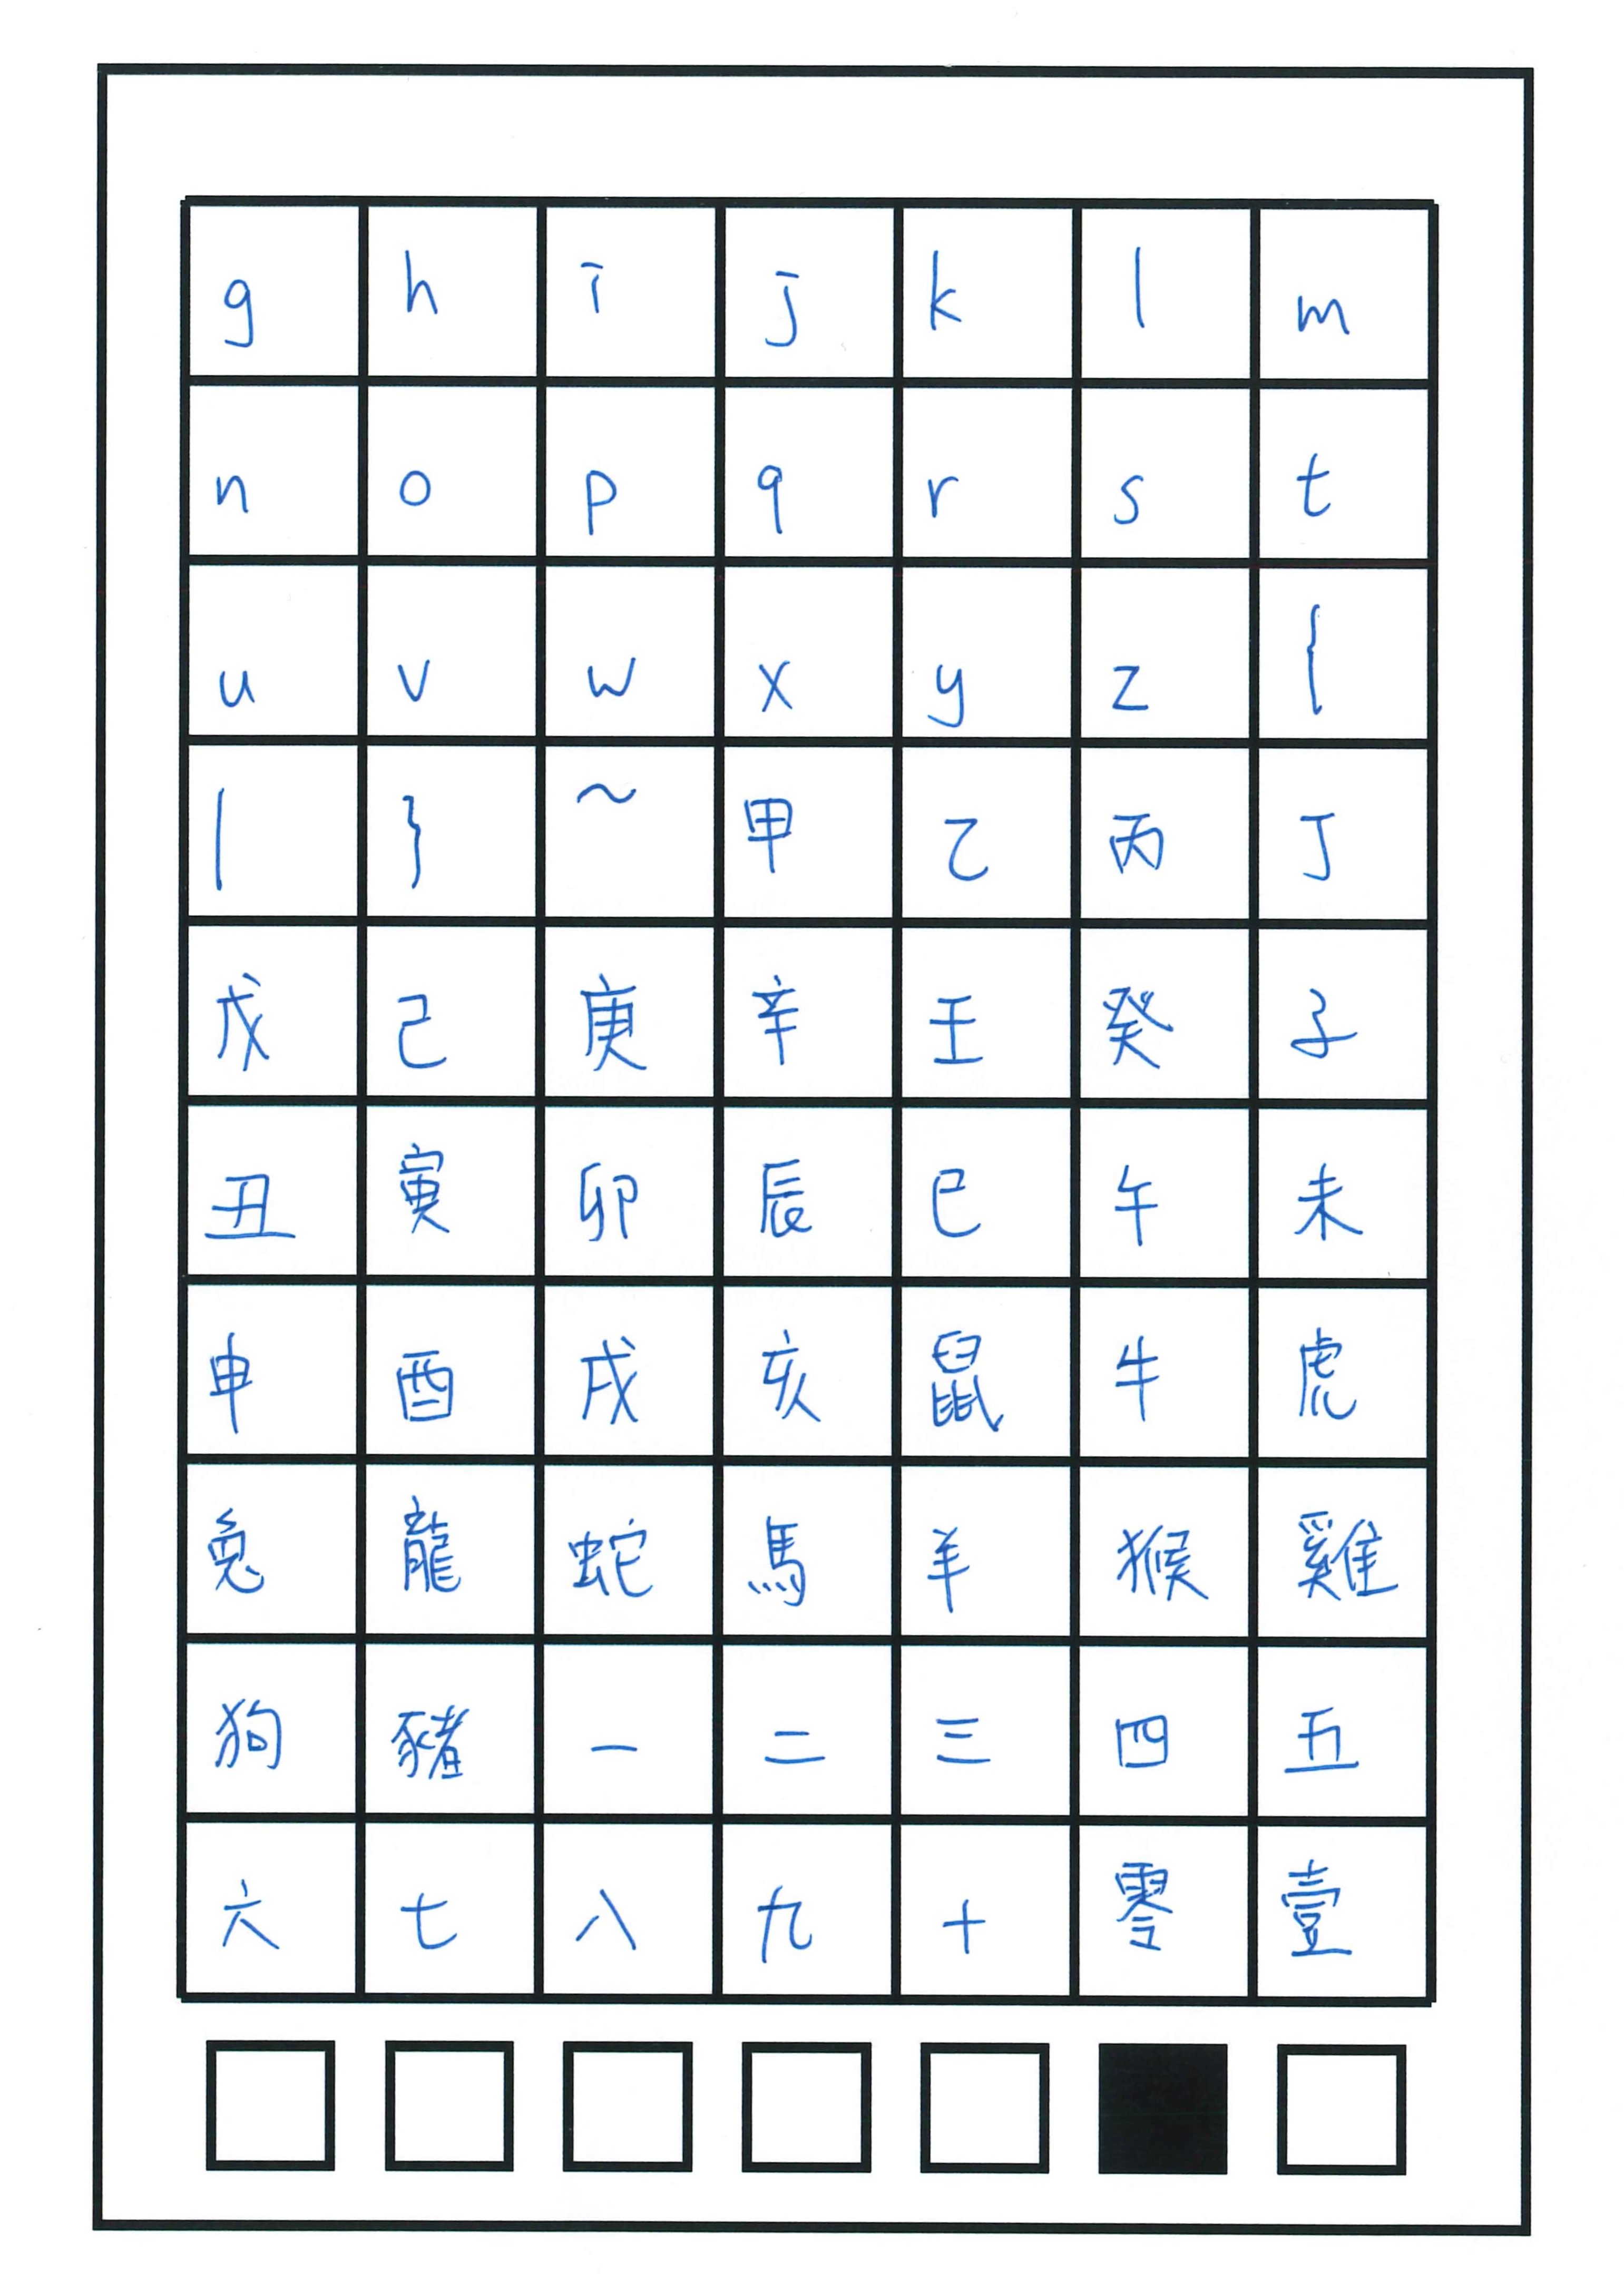 g h i j k l m
n o p q r s t
u v w x y z {
| } ~ 甲 乙 丙 丁
戊 己 庚 辛 壬 癸 子
丑 寅 卯 辰 巳 午 未
申 酉 戌 亥 鼠 牛 虎
兔 龍 蛇 馬 羊 猴 雞
狗 豬 一 二 三 四 五
六 七 八 九 十 零 壹